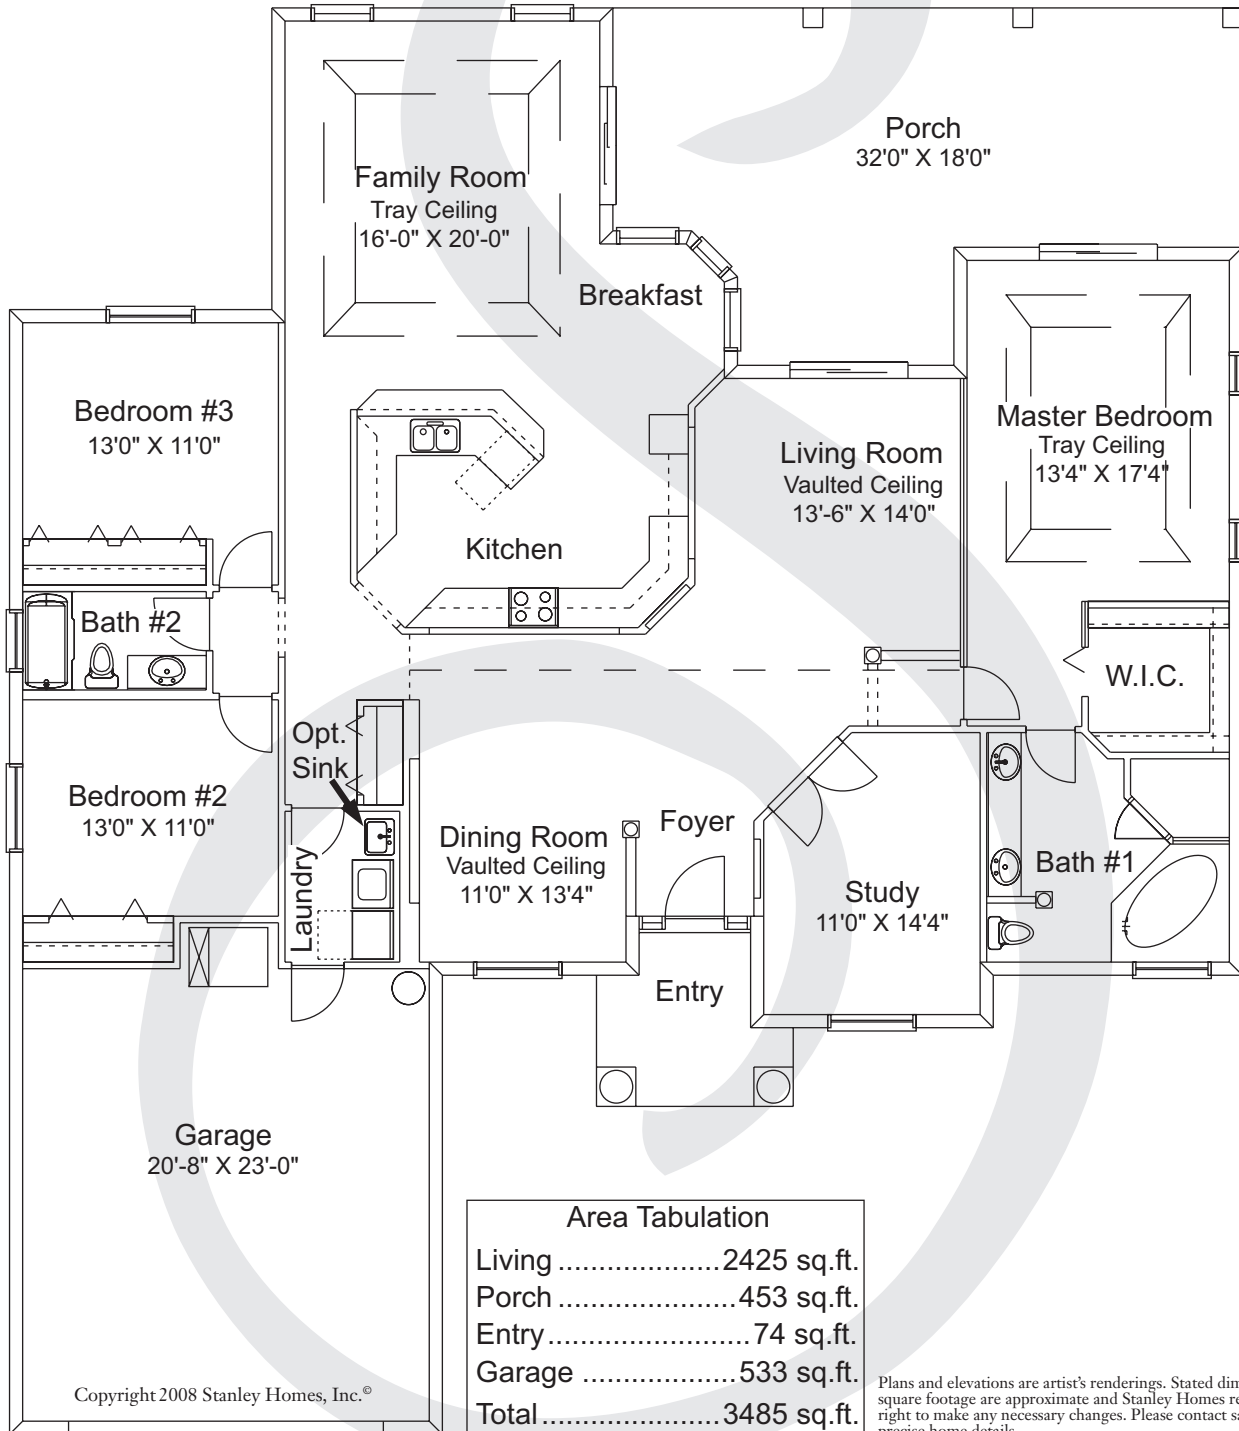 Porch
32'0" X 18'0"
Family Room
Tray Ceiling
16'-0" X 20'-0"
Breakfast
Bedroom #3
13'0" X 11'0"
Master Bedroom
Tray Ceiling
13'4" X 17'4"
Living Room
Vaulted Ceiling
13'-6" X 14'0"
Kitchen
Bath #2
W.I.C.
Opt.
Sink
Bedroom #2
13'0" X 11'0"
Foyer
Dining Room
Vaulted Ceiling
11'0" X 13'4"
Laundry
Bath #1
Study
11'0" X 14'4"
Entry
Garage
20'-8" X 23'-0"
Area Tabulation
Living ....................2425 sq.ft.
Porch ......................453 sq.ft.
Entry.........................74 sq.ft.
Garage ...................533 sq.ft.
Total......................3485 sq.ft.
Copyright 2008 Stanley Homes, Inc.©
Plans and elevations are artist's renderings. Stated
square footage are approximate and Stanley Homes
right to make any necessary changes. Please contact
precise home details.